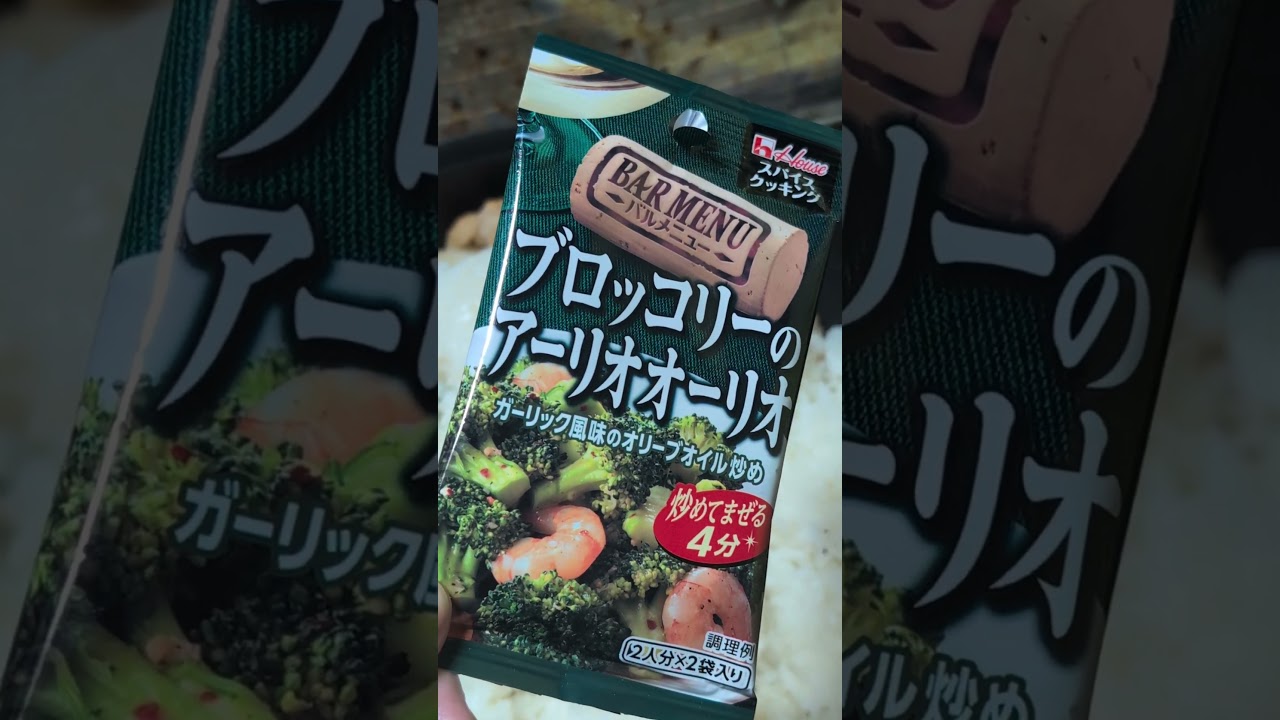 House
スパイス
クッキング
BAR MENU
バルメニュー
ブロッコリーの
アーリオオーリオ
ガーリック風味のオリーブオイル炒め
炒めてまぜる
4分
調理例
2人分×2袋入り